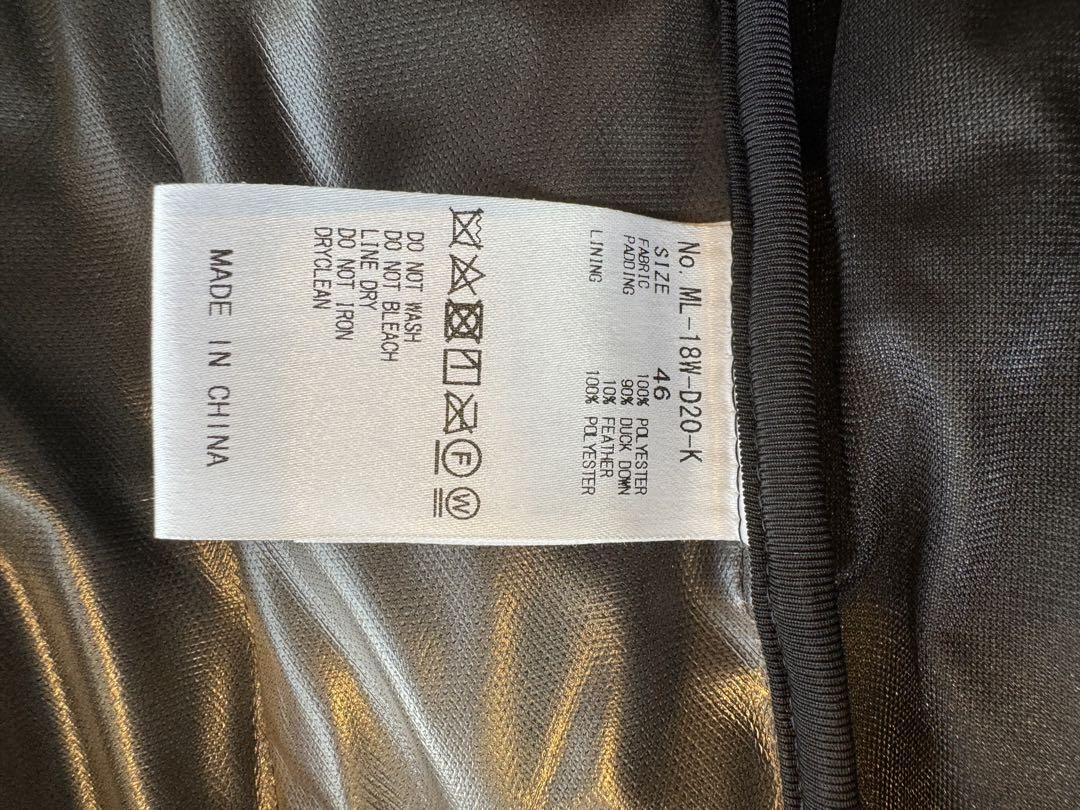 No. ML-18W-D20-K
SIZE 46
FABRIC 100% POLYESTER
PADDING 90% DUCK DOWN
10% FEATHER
LINING 100% POLYESTER
F W
DO NOT WASH
DO NOT BLEACH
LINE DRY
DO NOT IRON
DRYCLEAN
MADE IN CHINA